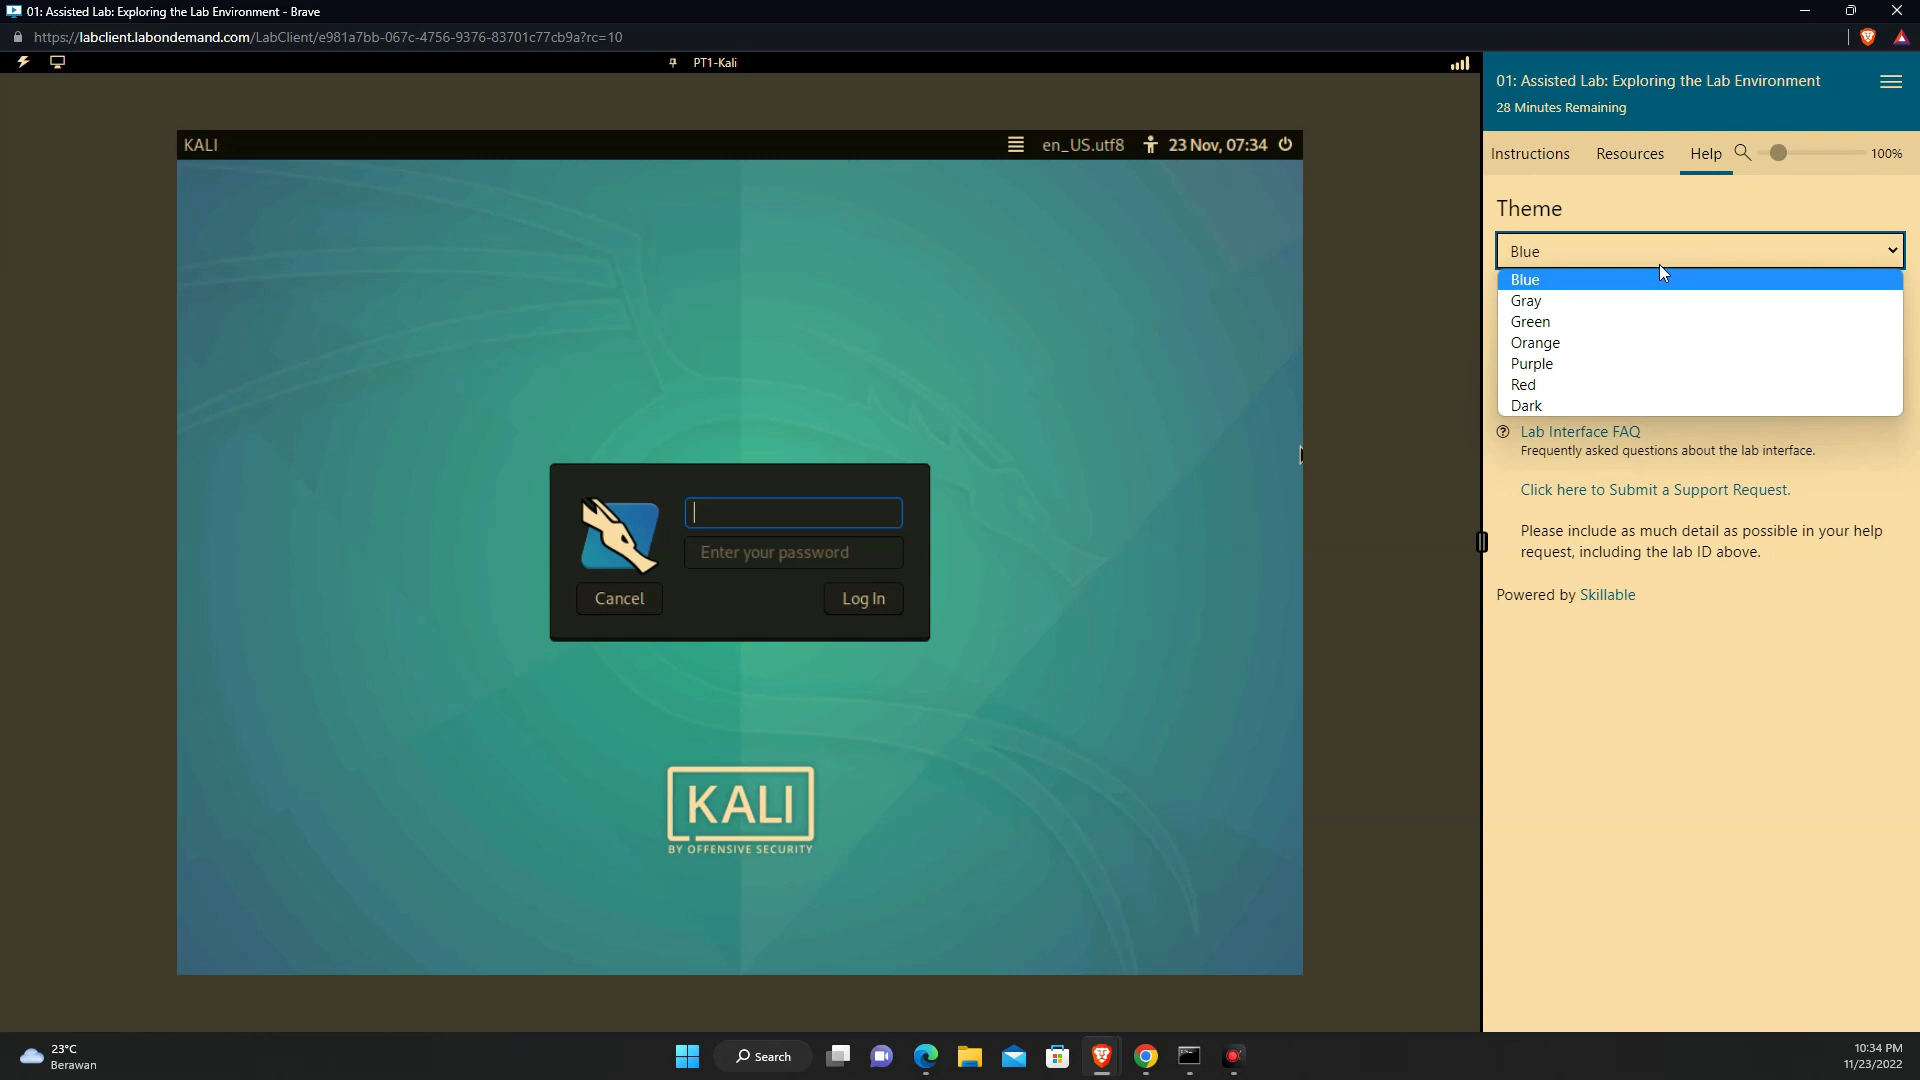 01: Assisted Lab: Exploring the Lab Environment - Brave
https://labclient.labondemand.com/LabClient/e981a7bb-067c-4756-9376-83701c77cb9a?rc=10
PT1-Kali
01: Assisted Lab: Exploring the Lab Environment
28 Minutes Remaining
Instructions Resources Help 100%
Theme
Blue
Blue
Gray
Green
Orange
Purple
Red
Dark
Lab Interface FAQ
Frequently asked questions about the lab interface.
Click here to Submit a Support Request.
Please include as much detail as possible in your help
request, including the lab ID above.
Powered by Skillable
KALI en_US.utf8 23 Nov, 07:34
Enter your password
Cancel Log In
KALI
BY OFFENSIVE SECURITY
23°C
Berawan
Search
10:34 PM
11/23/2022